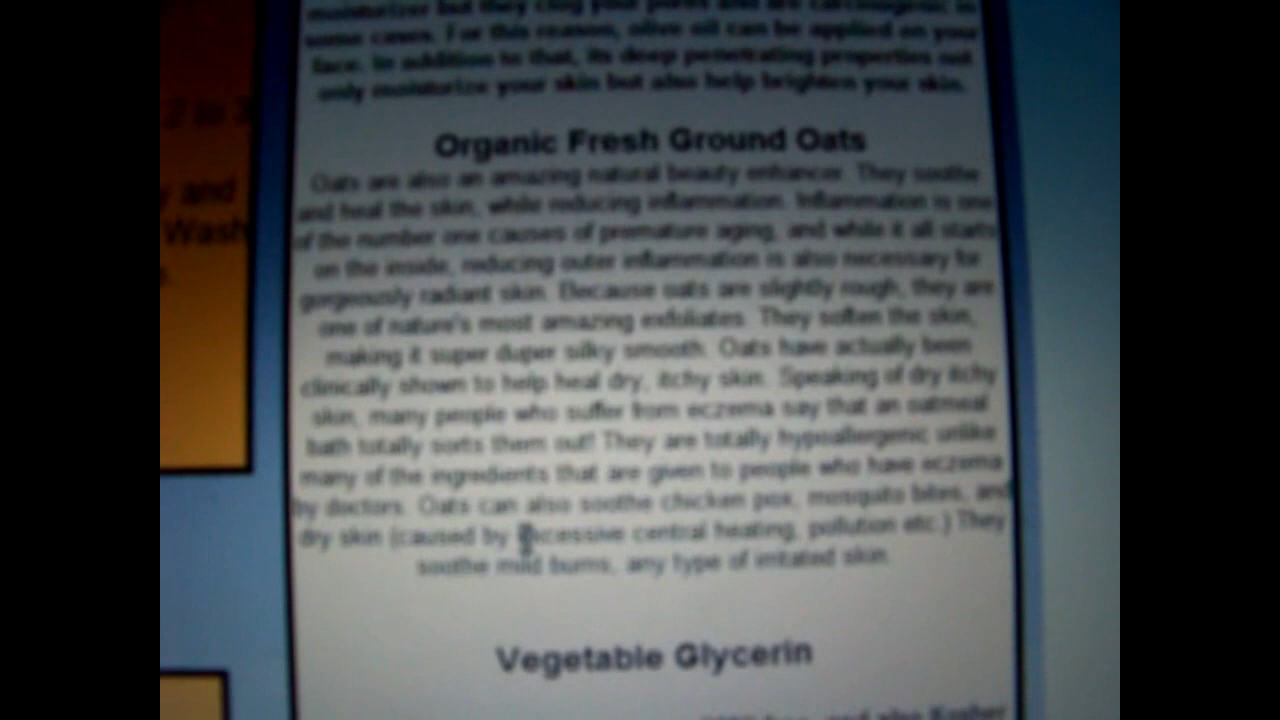 moisturizer but they clog your pores and are carcinogenic in
some cases. For this reason, olive oil can be applied on your
face. In addition to that, its deep penetrating properties not
only moisturize your skin but also help brighten your skin.
2 to 3
y and
Wash
Organic Fresh Ground Oats
Oats are also an amazing natural beauty enhancer. They soothe
and heal the skin, while reducing inflammation. Inflammation is one
of the number one causes of premature aging, and while it all starts
on the inside, reducing outer inflammation is also necessary for
gorgeously radiant skin. Because oats are slightly rough, they are
one of nature's most amazing exfoliates. They soften the skin,
making it super duper silky smooth. Oats have actually been
clinically shown to help heal dry, itchy skin. Speaking of dry itchy
skin, many people who suffer from eczema say that an oatmeal
bath totally sorts them out! They are totally hypoallergenic unlike
many of the ingredients that are given to people who have eczema
by doctors. Oats can also soothe chicken pox, mosquito bites, and
dry skin (caused by excessive central heating, pollution etc.) They
soothe mild burns, any type of irritated skin.
Vegetable Glycerin
free, and also Kosher